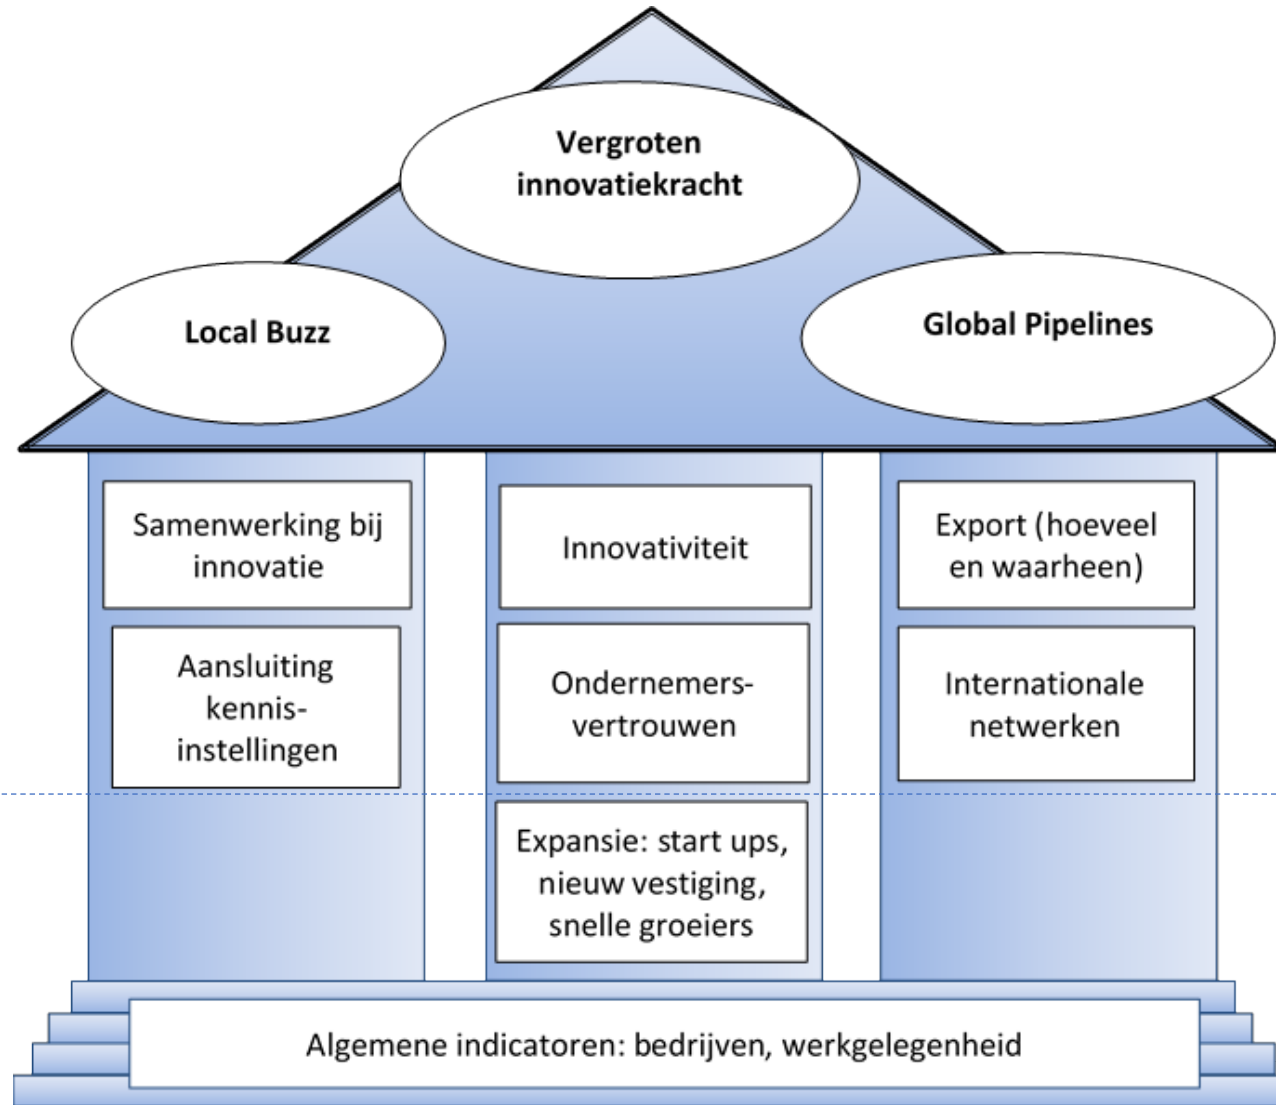 Vergroten
innovatiekracht
Local Buzz
Global Pipelines
Samenwerking bij
innovatie
Aansluiting
kennis-
instellingen
Innovativiteit
Ondernemers-
vertrouwen
Expansie: start ups,
nieuw vestiging,
snelle groeiers
Export (hoeveel
en waarheen)
Internationale
netwerken
Algemene indicatoren: bedrijven, werkgelegenheid